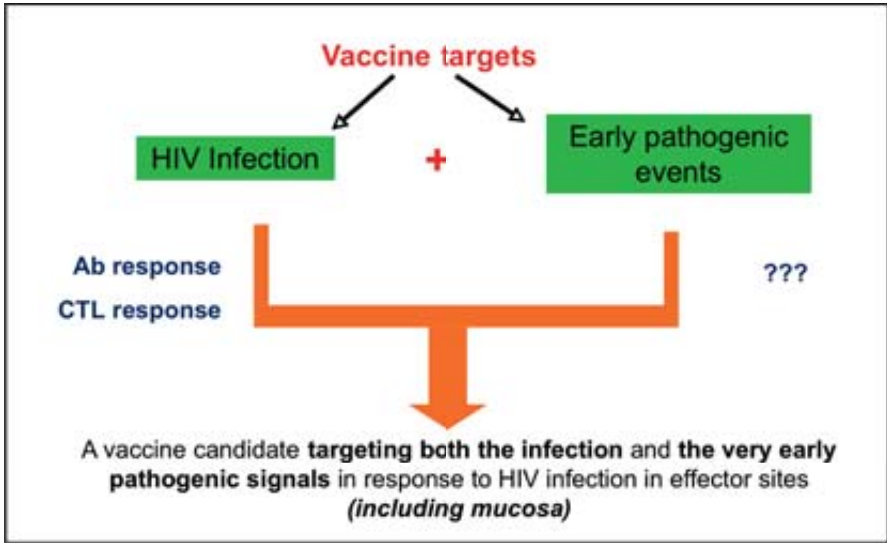 Vaccine targets
HIV Infection
+
Early pathogenic
events
Ab response
CTL response
???
A vaccine candidate targeting both the infection and the very early
pathogenic signals in response to HIV infection in effector sites
(including mucosa)